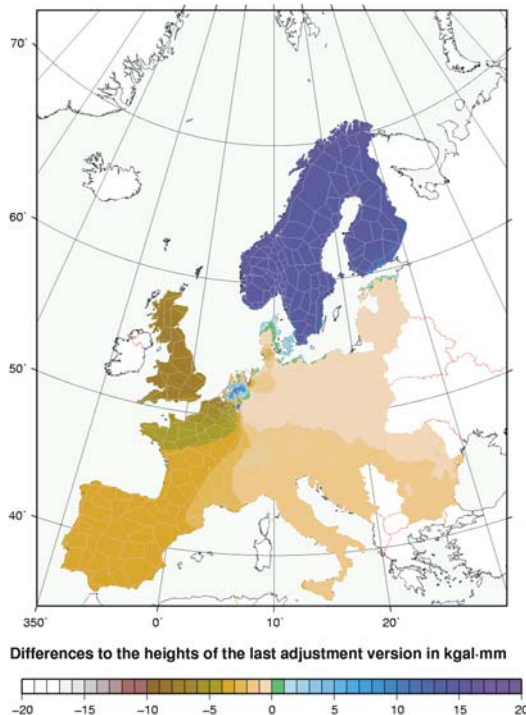 70˚
60˚
50˚
40˚
350˚ 0˚ 10˚ 20˚
Differences to the heights of the last adjustment version in kgal·mm
−20 −15 −10 −5 0 5 10 15 20